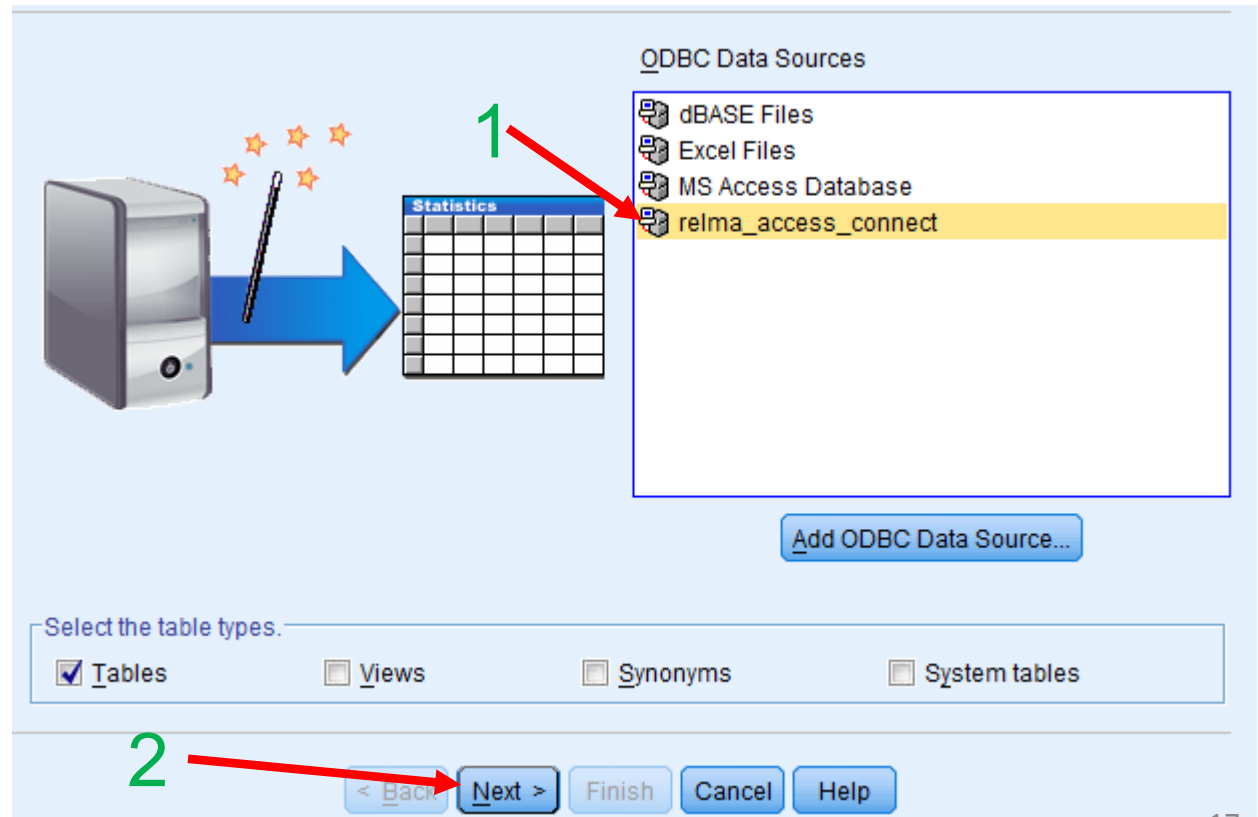 ODBC Data Sources
1
dBASE Files
Excel Files
MS Access Database
relma_access_connect
Statistics
Add ODBC Data Source...
Select the table types.
Tables Views Synonyms System tables
2
< Back Next > Finish Cancel Help